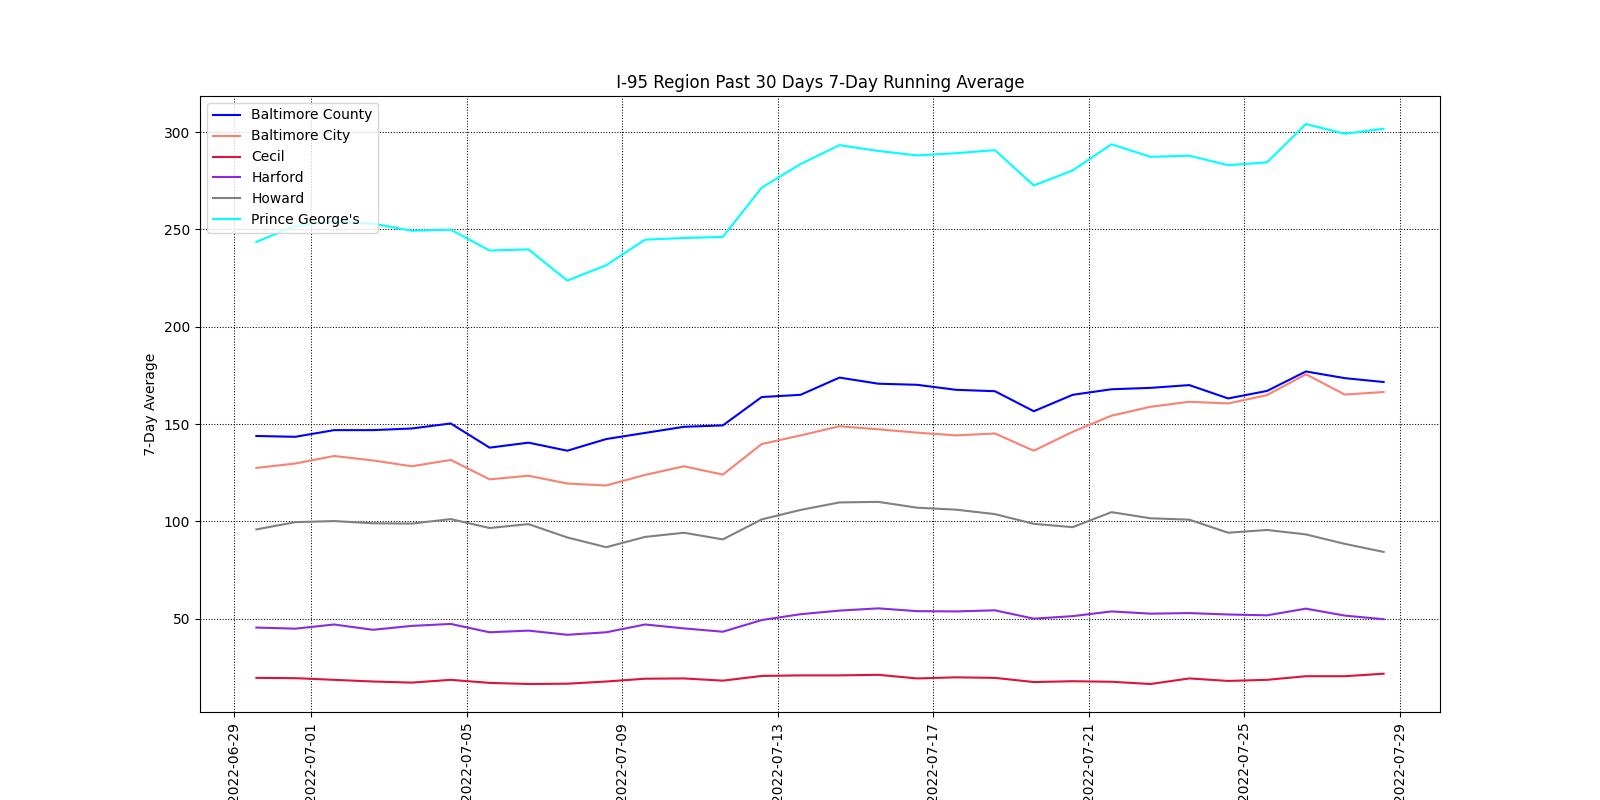 I-95 Region Past 30 Days 7-Day Running Average
Baltimore County
Baltimore City
Cecil
Harford
Howard
Prince George's
300
250
200
150
100
50
7-Day Average
2022-06-29
2022-07-01
2022-07-05
2022-07-09
2022-07-13
2022-07-17
2022-07-21
2022-07-25
2022-07-29